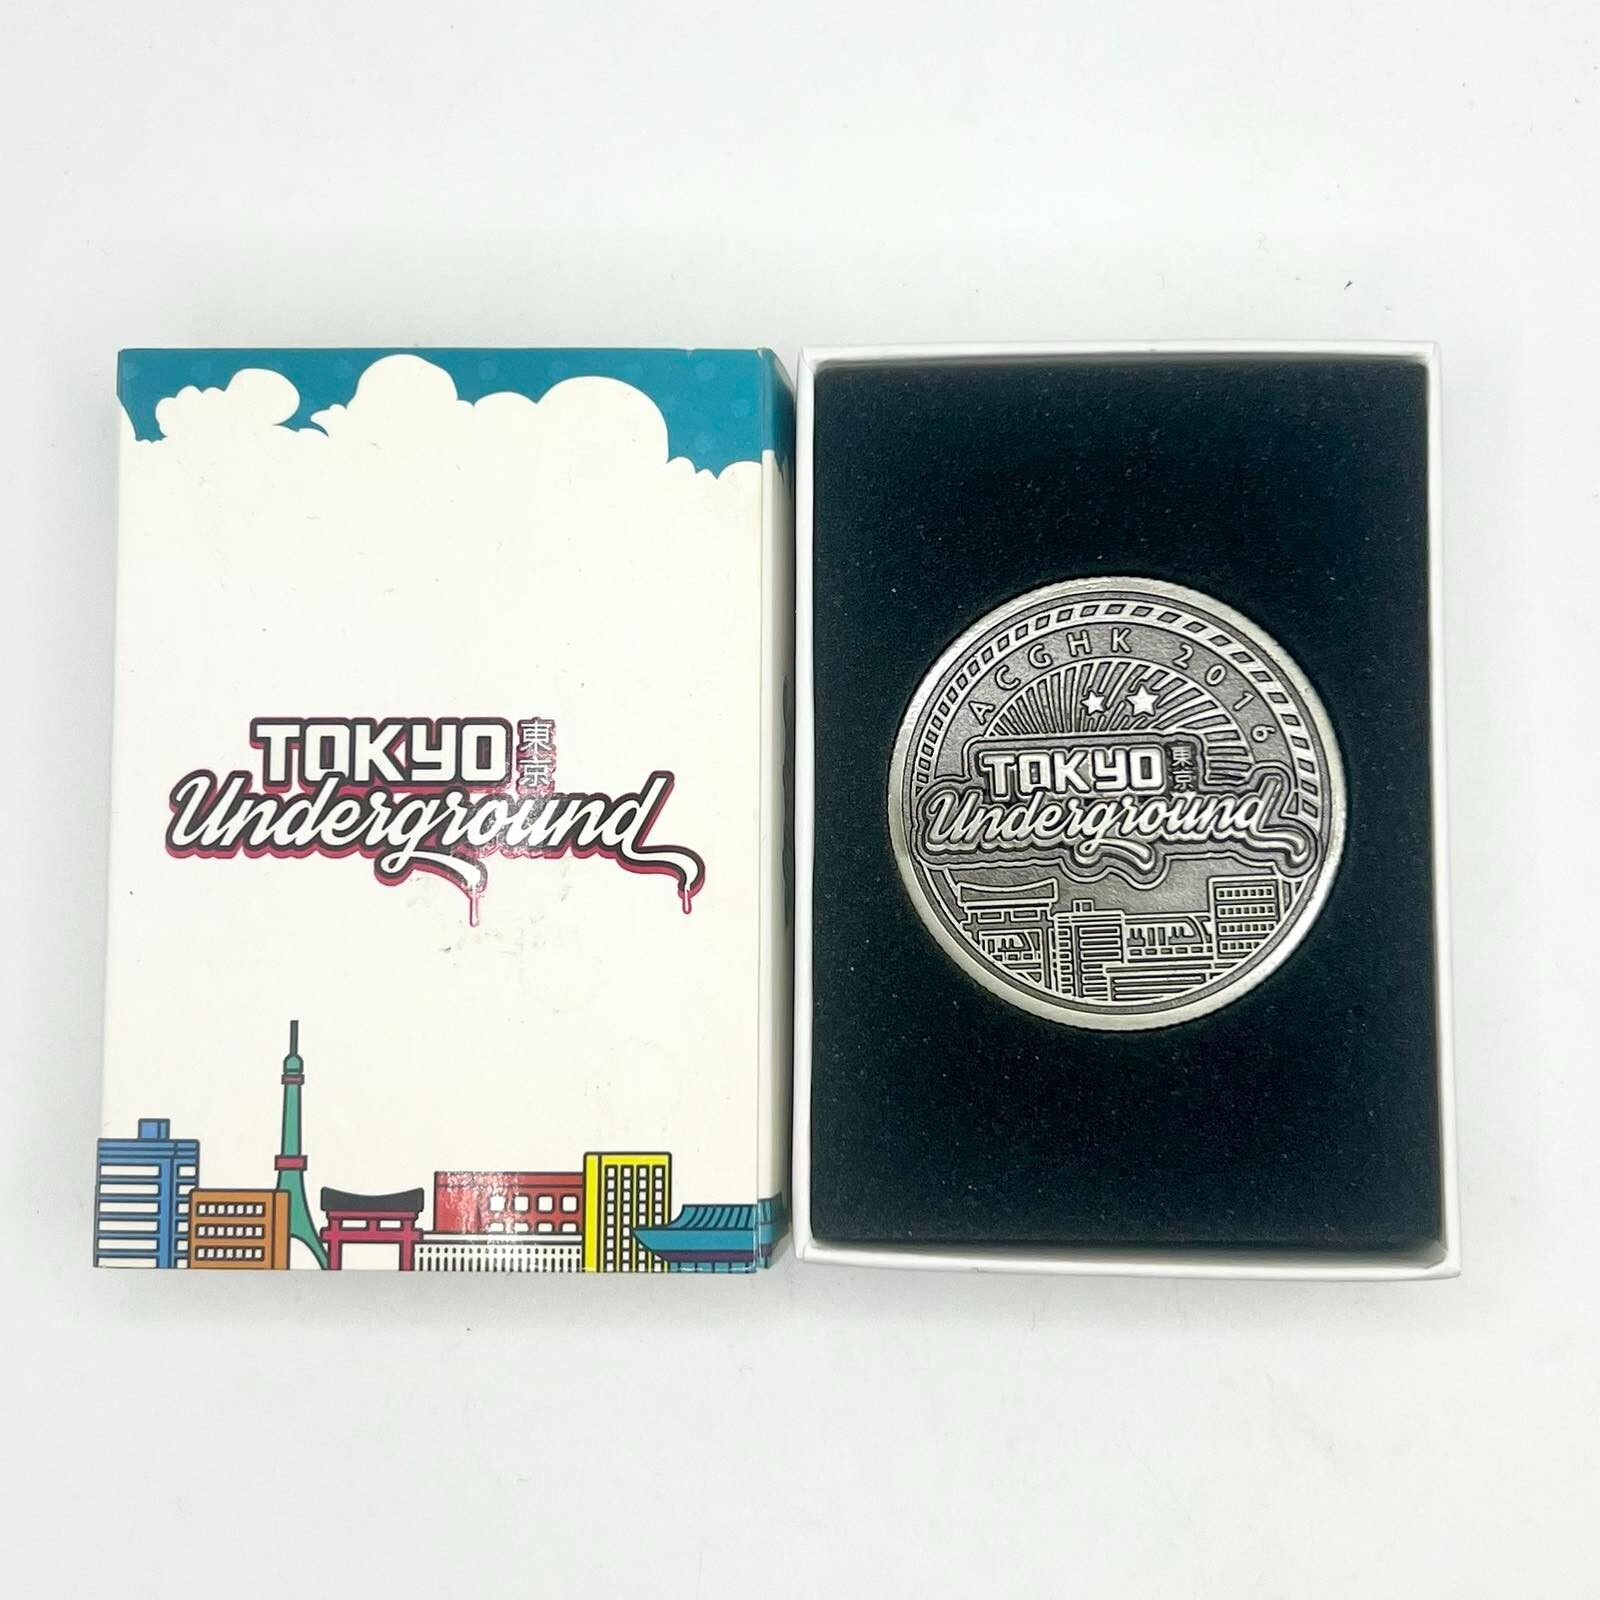 TOKYO 東京
Underground
ACGHK 2016
TOKYO 東京
Underground